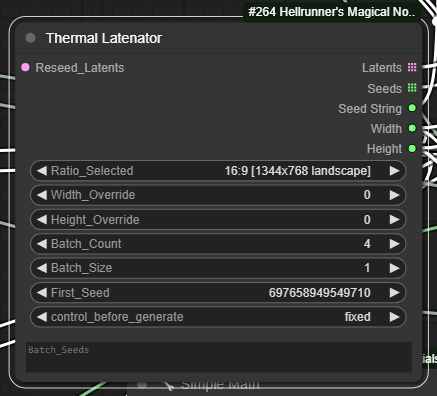 #264 Hellrunner's Magical No..
Thermal Latenator
Reseed_Latents
Latents
Seeds
Seed String
Width
Height
Ratio_Selected 16:9 [1344x768 landscape]
Width_Override 0
Height_Override 0
Batch_Count 4
Batch_Size 1
First_Seed 697658949549710
control_before_generate fixed
Batch_Seeds
Simple Math